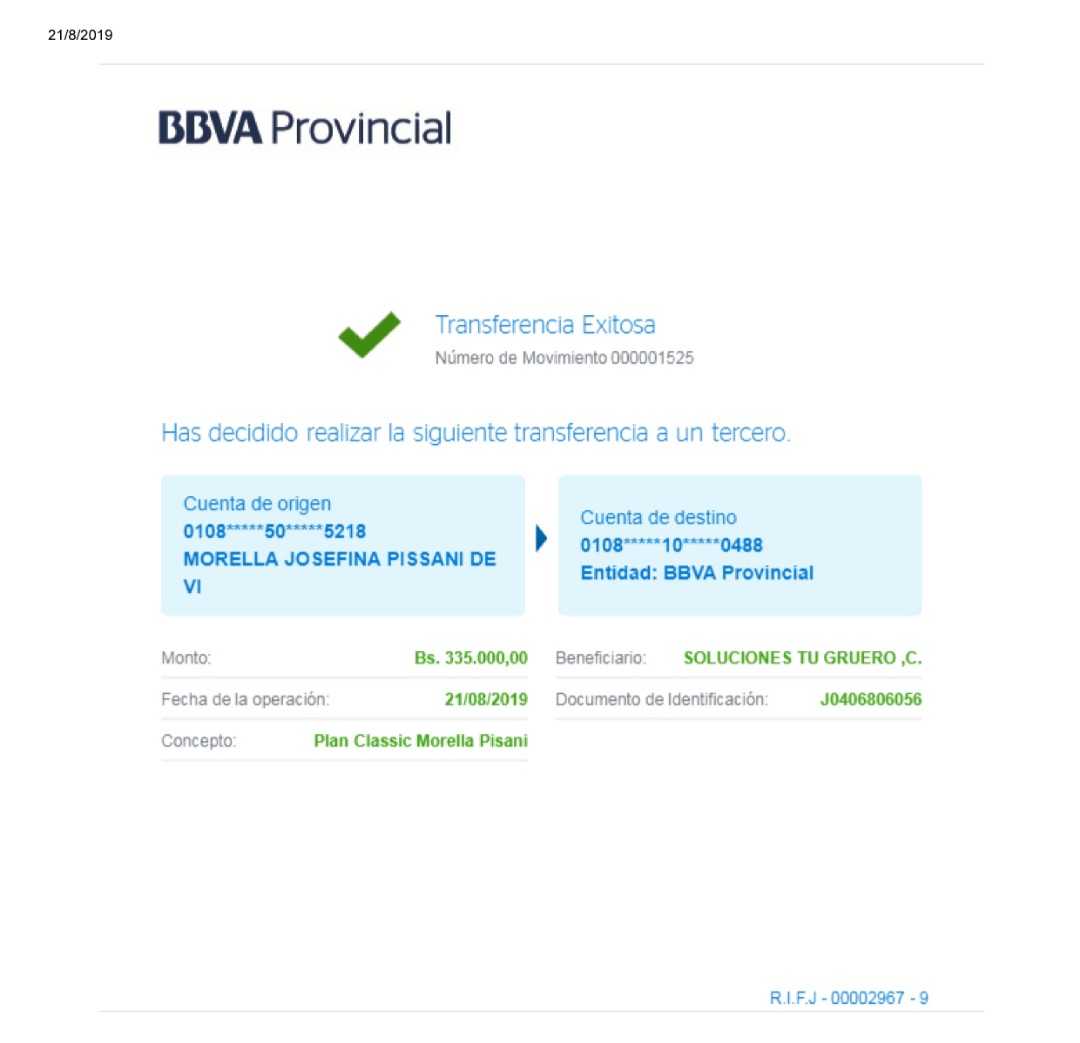 21/8/2019
BBVA Provincial
Transferencia Exitosa
Número de Movimiento 000001525
Has decidido realizar la siguiente transferencia a un tercero.
Cuenta de origen
0108*****50*****5218
MORELLA JOSEFINA PISSANI DE
VI
Cuenta de destino
0108*****10*****0488
Entidad: BBVA Provincial
Monto: Bs. 335.000,00
Fecha de la operación: 21/08/2019
Concepto: Plan Classic Morella Pisani
Beneficiario: SOLUCIONES TU GRUERO ,C.
Documento de Identificación: J0406806056
R.I.F.J - 00002967 - 9